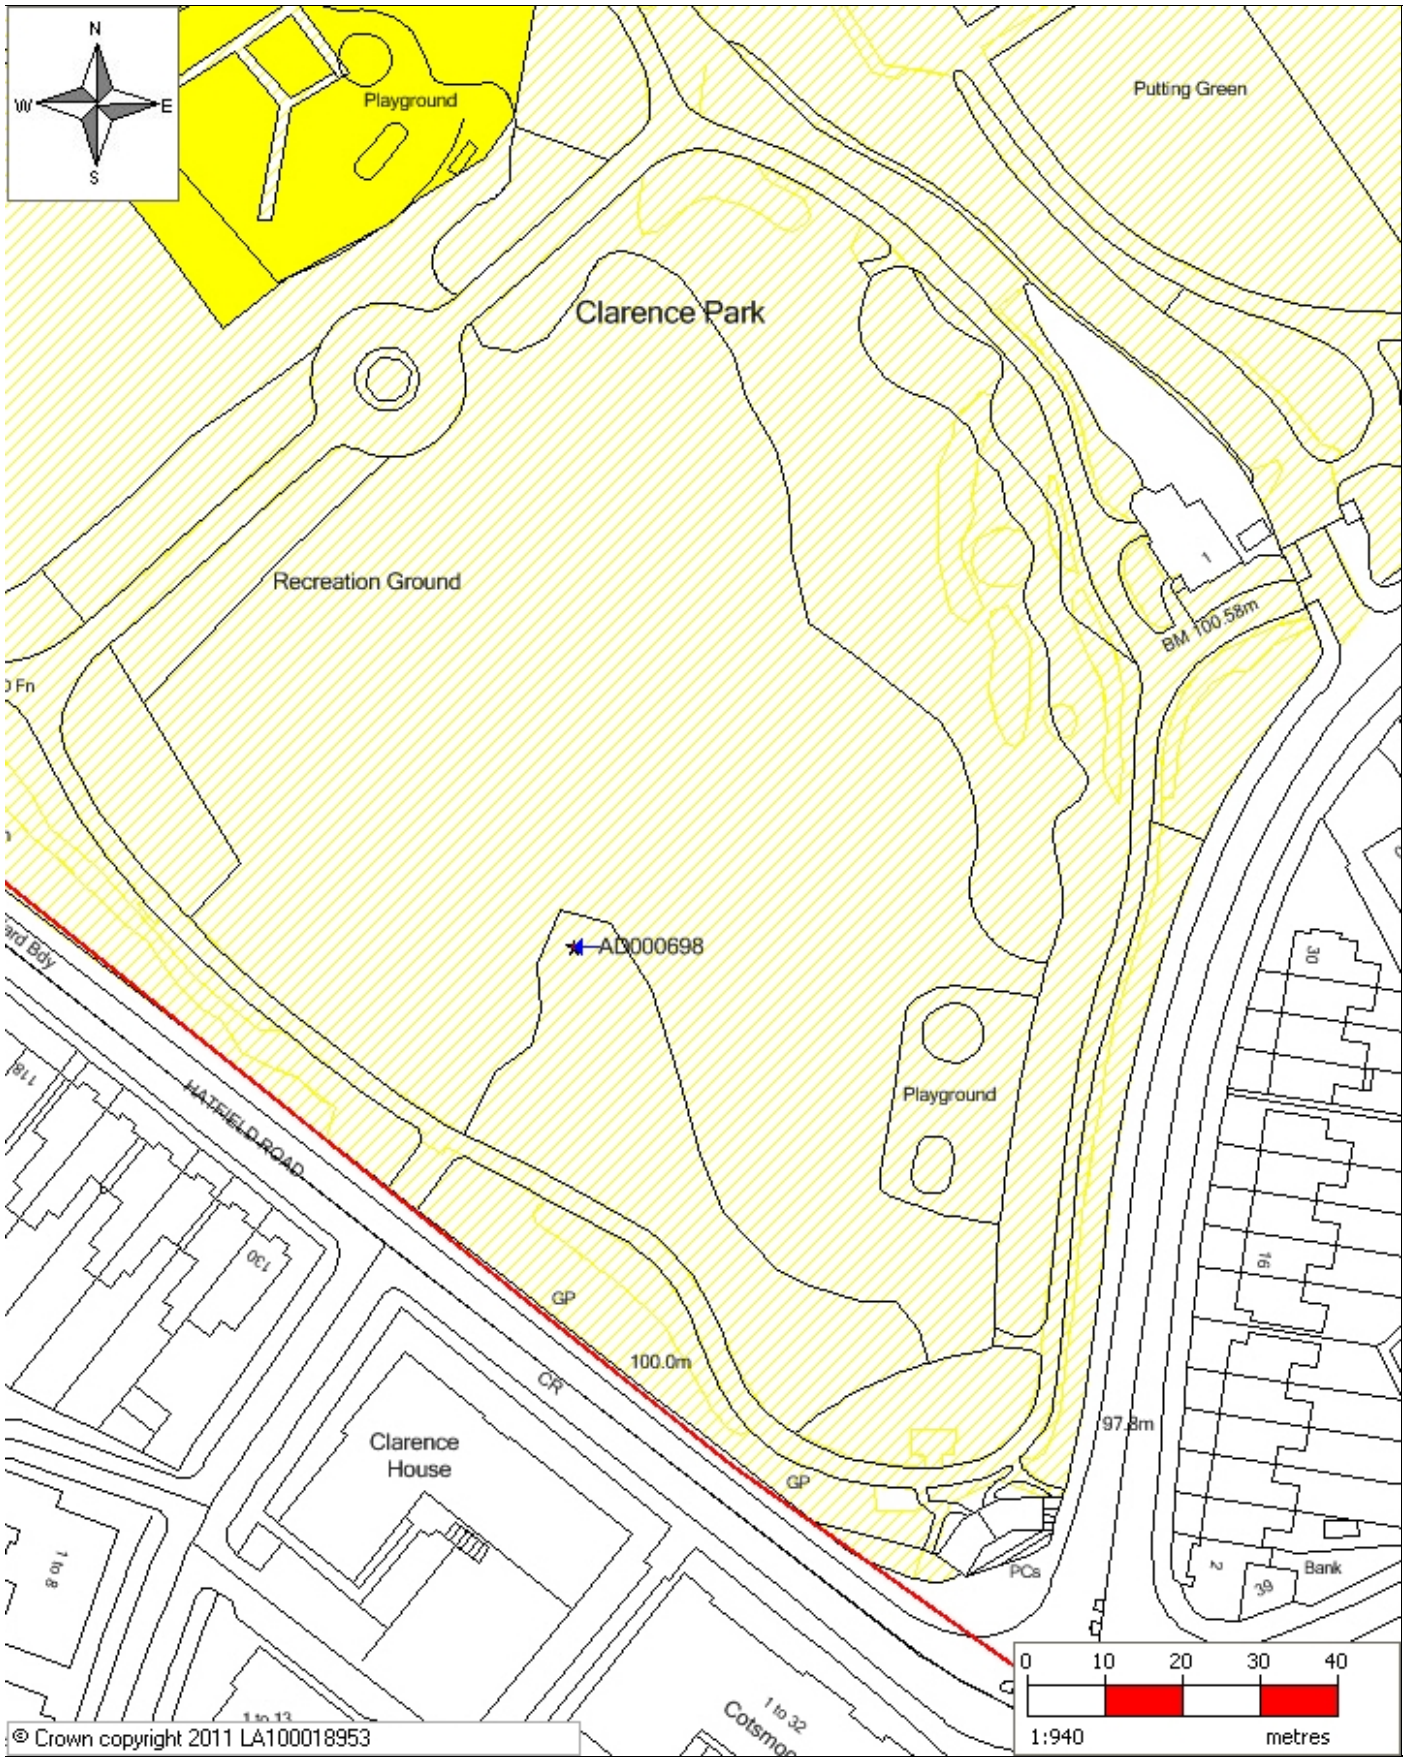 N
W E
S
Playground
Putting Green
Clarence Park
Recreation Ground
1
BM 100.58m
Fn
ard Bdy
AD000698
30
118
HATFIELD ROAD
Playground
130
16
GP
100.0m
CR
Clarence
House
97.8m
GP
1 to 8
PCs
2
39
Bank
1 to 13
1 to 32
Cotsmo
0 10 20 30 40
1:940 metres
© Crown copyright 2011 LA100018953